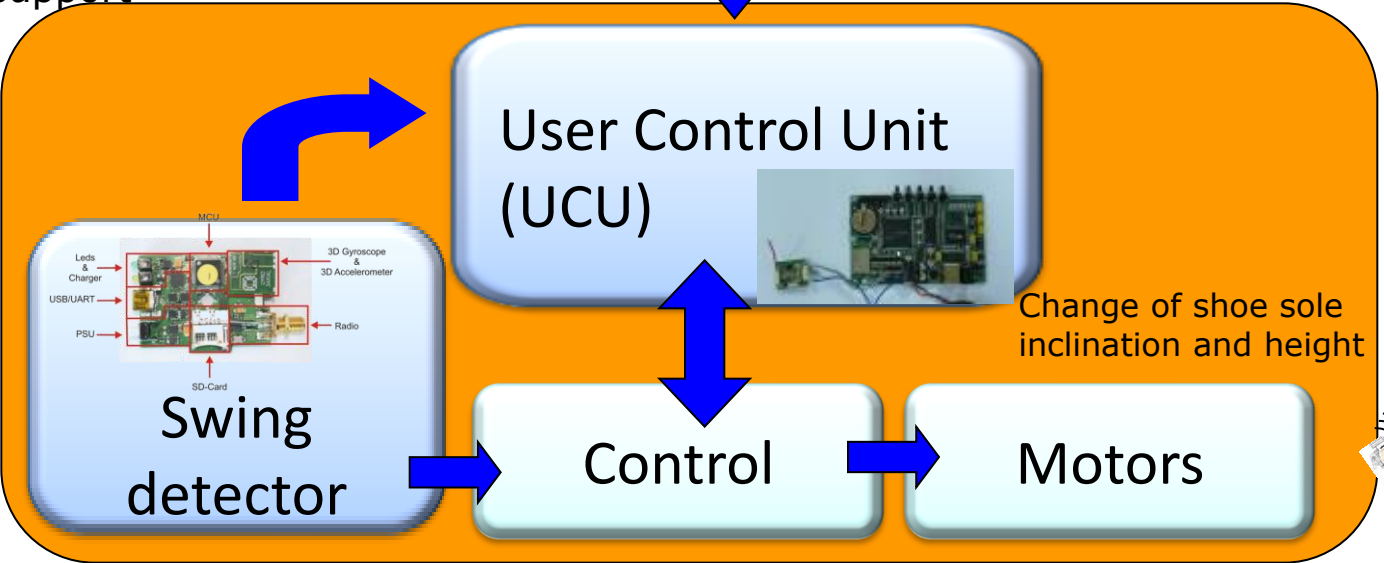 support
User Control Unit
(UCU)
MCU
Leds
&
Charger
3D Gyroscope
&
3D Accelerometer
USB/UART
PSU
Radio
SD-Card
Swing
detector
Change of shoe sole
inclination and height
Control
Motors